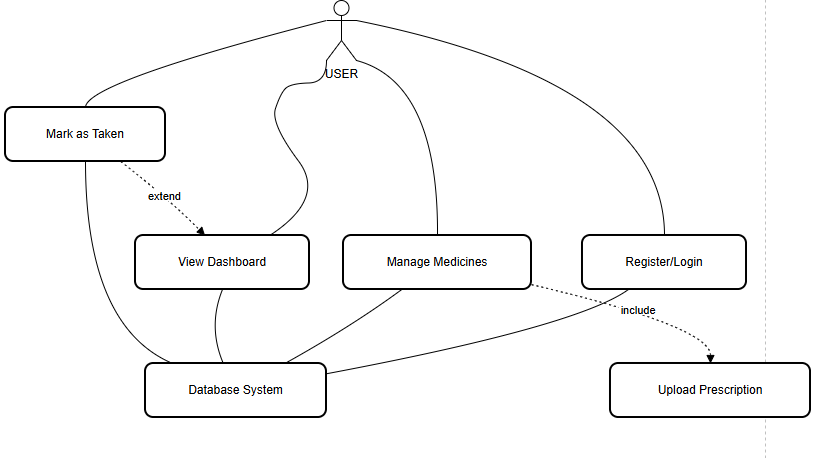 USER
Mark as Taken
extend
View Dashboard
Manage Medicines
Register/Login
include
Database System
Upload Prescription